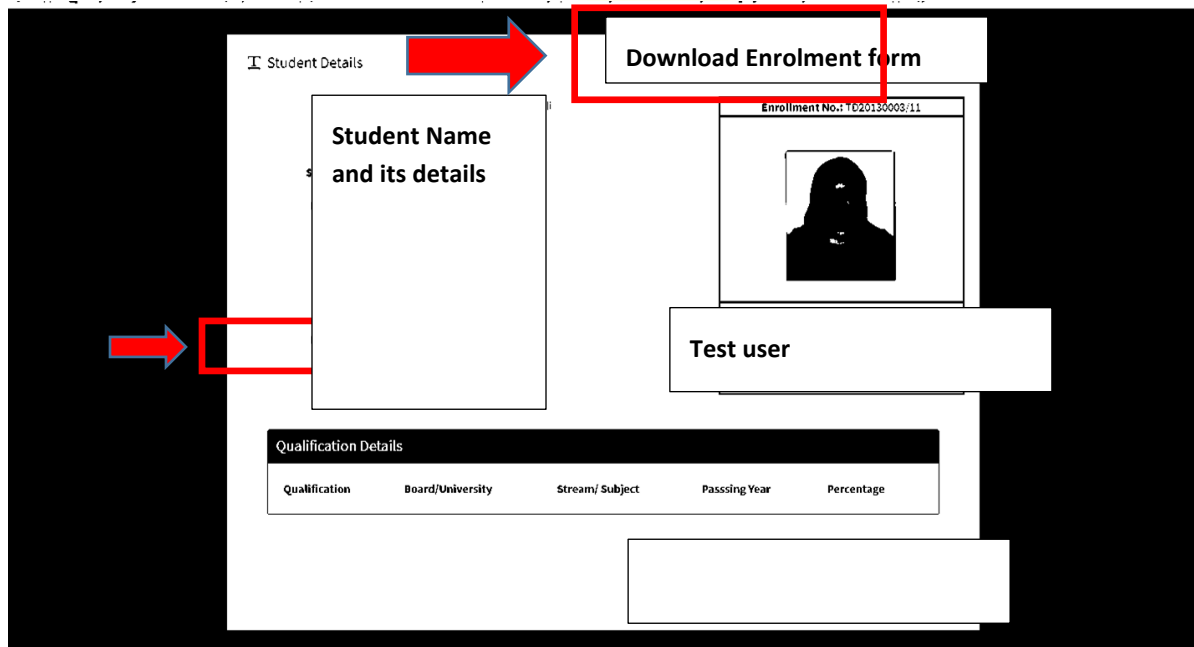 Download Enrolment form
Student Details
Enrollment No.: TD20130003/11
Student Name
and its details
Test user
Qualification Details
Qualification Board/University Stream/ Subject Passsing Year Percentage